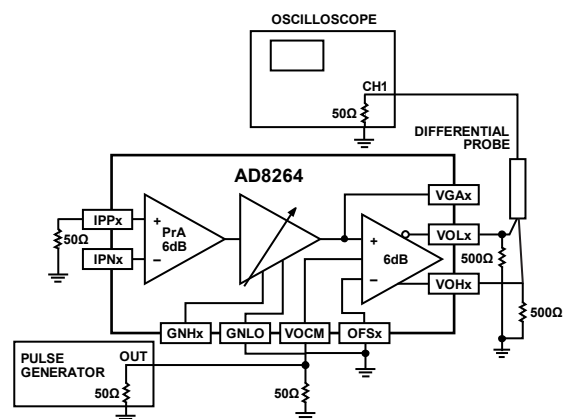 OSCILLOSCOPE
CH1
50Ω
DIFFERENTIAL
PROBE
AD8264
VGAx
IPPx
+
PrA
6dB
+
6dB
VOLx
50Ω
IPNx
–
–
500Ω
VOHx
500Ω
GNHx
GNLO
VOCM
OFSx
PULSE
GENERATOR
OUT
50Ω
50Ω